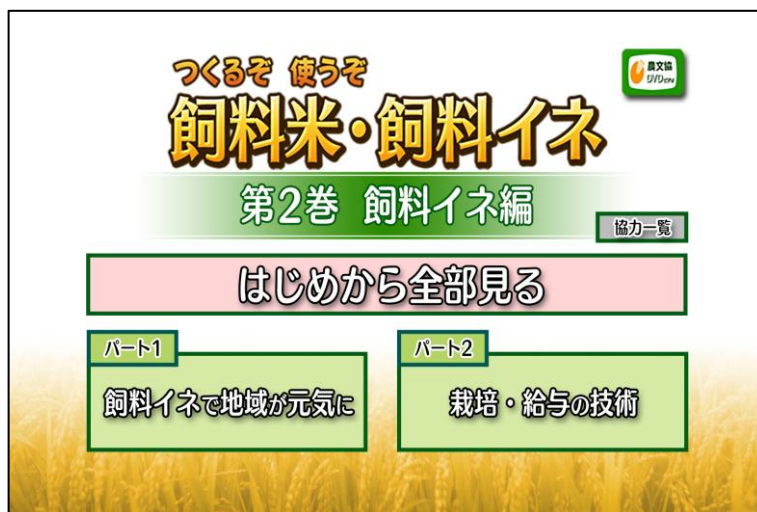 つくるぞ 使うぞ
農文協
飼料米・飼料イネ
第2巻 飼料イネ編
協力一覧
はじめから全部見る
パート1
飼料イネで地域が元気に
パート2
栽培・給与の技術